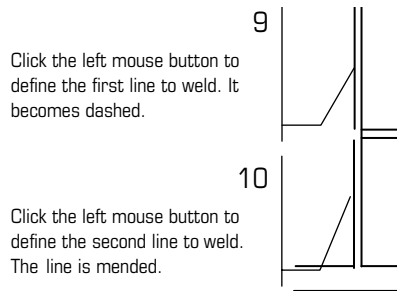 9
Click the left mouse button to
define the first line to weld. It
becomes dashed.
10
Click the left mouse button to
define the second line to weld.
The line is mended.